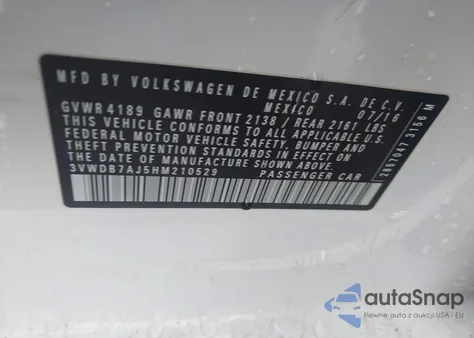 MFD BY VOLKSWAGEN DE MEXICO S.A. DE C.V.
MEXICO 07/16
GVWR 4189 GAWR FRONT 2138 / REAR 2161 LBS
THIS VEHICLE CONFORMS TO ALL APPLICABLE U.S.
FEDERAL MOTOR VEHICLE SAFETY, BUMPER AND
THEFT PREVENTION STANDARDS IN EFFECT ON
THE DATE OF MANUFACTURE SHOWN ABOVE.
3VWDB7AJ5HM210529 PASSENGER CAR
autaSnap
Pewne auta z aukcji USA i EU